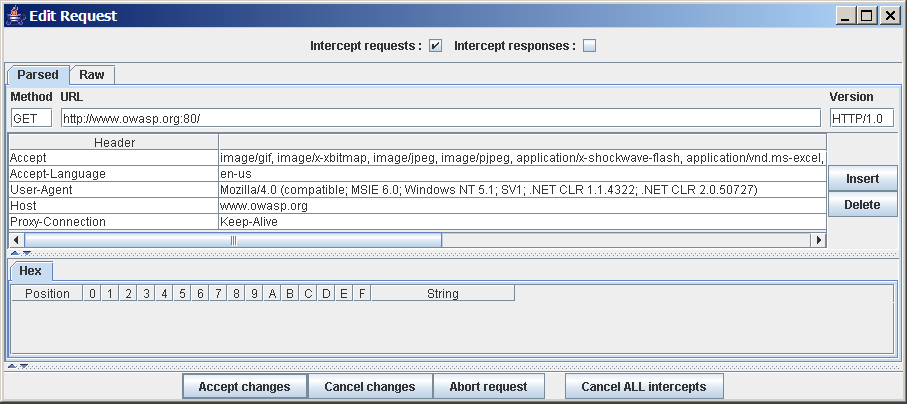 Edit Request
Intercept requests : Intercept responses :
Parsed Raw
Method URL Version
GET http://www.owasp.org:80/ HTTP/1.0
Header
Accept image/gif, image/x-xbitmap, image/jpeg, image/pjpeg, application/x-shockwave-flash, application/vnd.ms-excel,
Accept-Language en-us
Insert
User-Agent Mozilla/4.0 (compatible; MSIE 6.0; Windows NT 5.1; SV1; .NET CLR 1.1.4322; .NET CLR 2.0.50727)
Host www.owasp.org
Delete
Proxy-Connection Keep-Alive
Hex
Position 0 1 2 3 4 5 6 7 8 9 A B C D E F String
Accept changes Cancel changes Abort request Cancel ALL intercepts